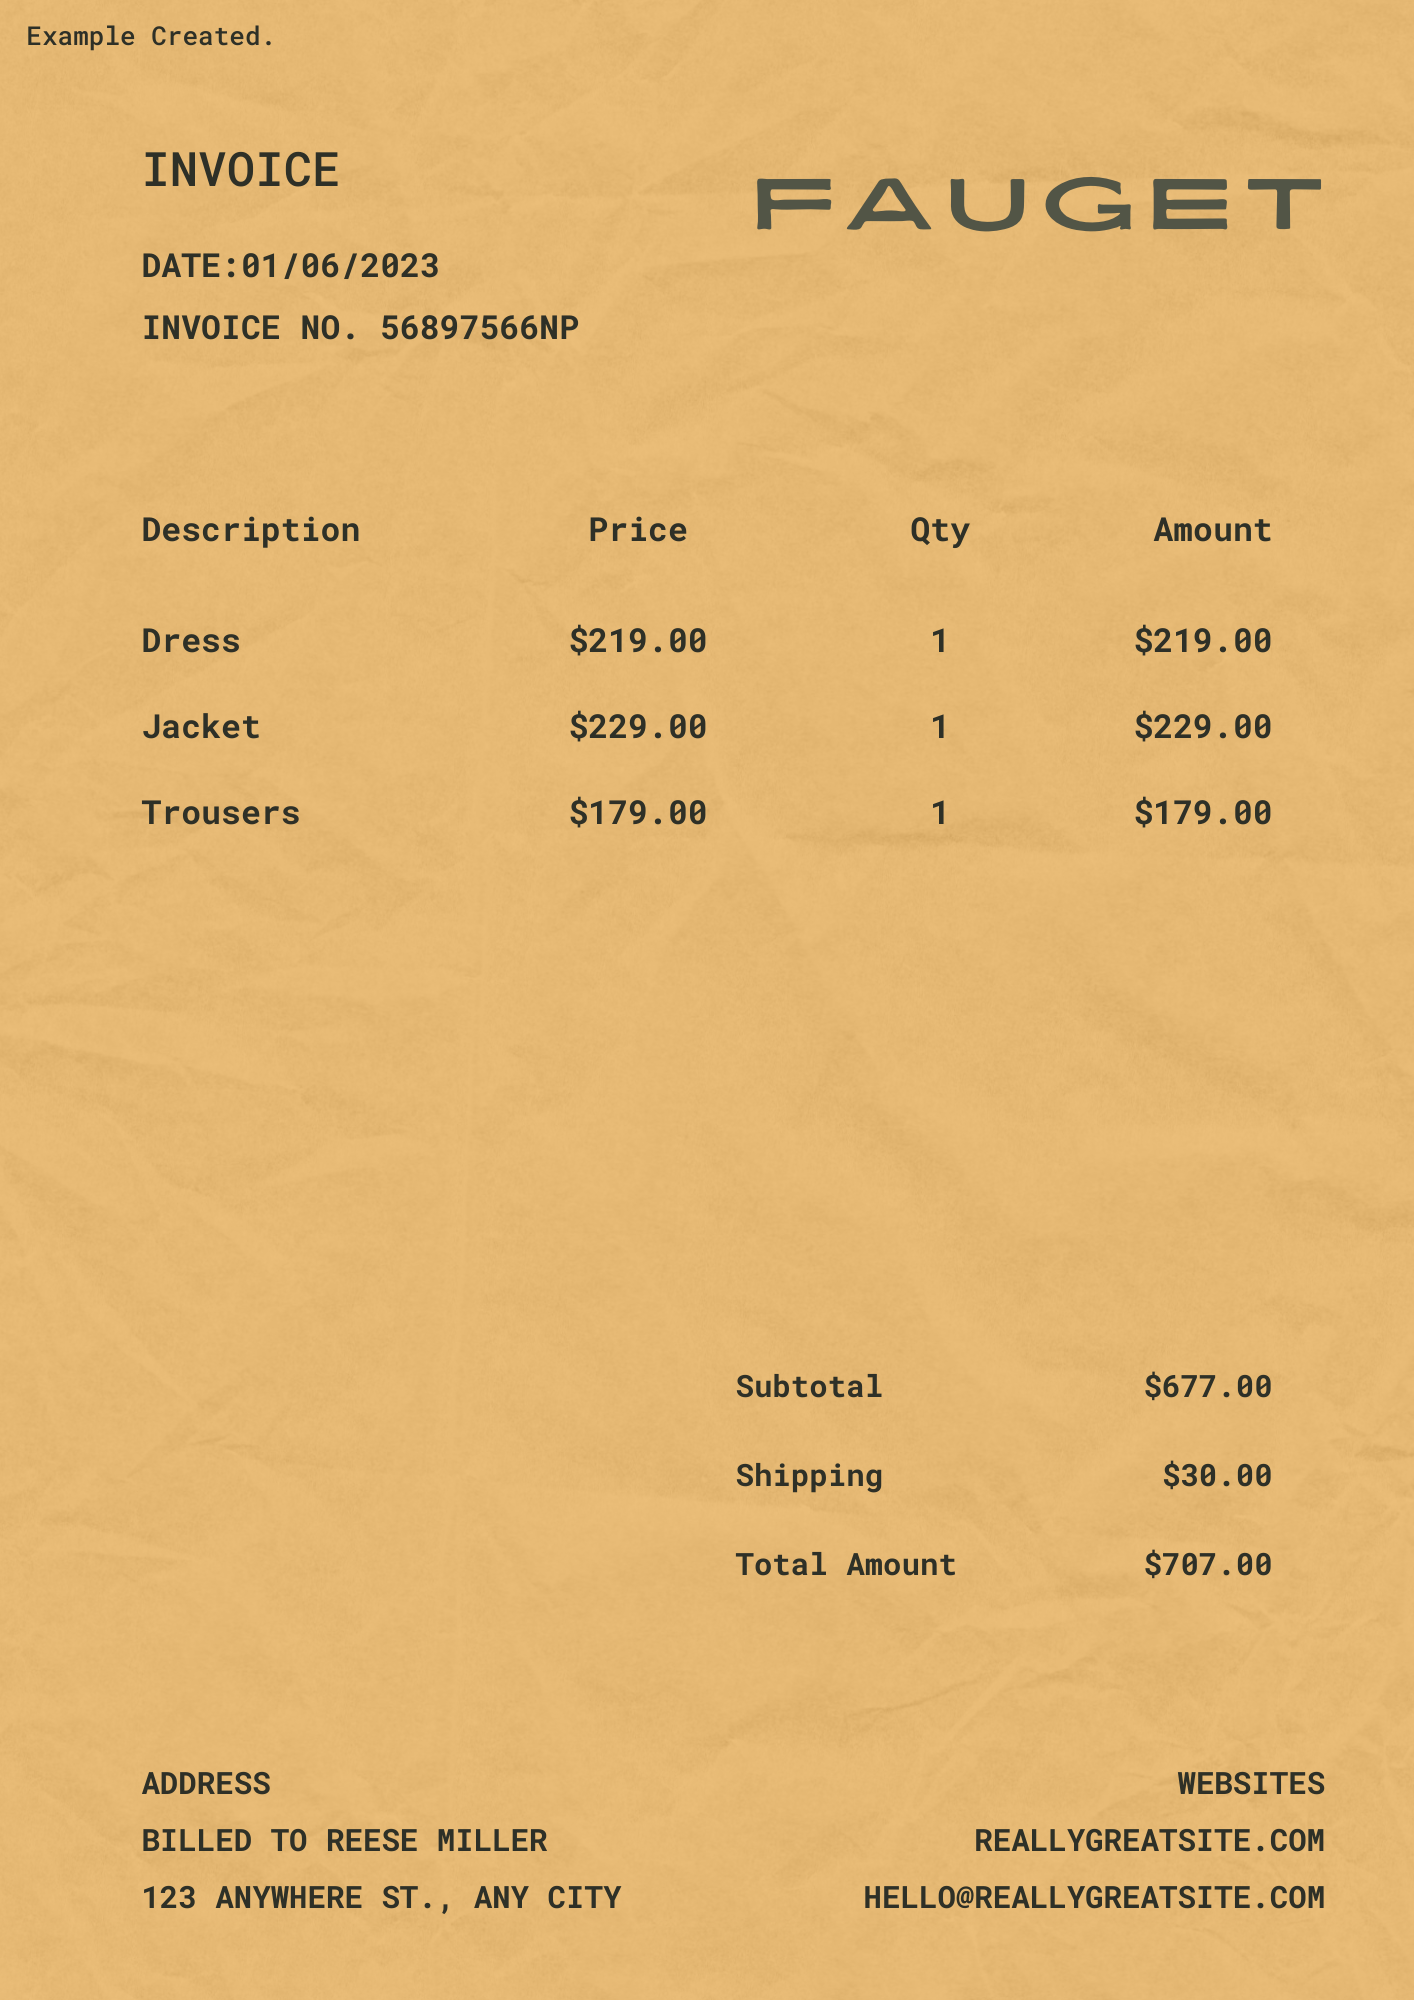 Example Created.
INVOICE
FAUGET
DATE:01/06/2023
INVOICE NO. 56897566NP
Description Price Qty Amount
Dress $219.00 1 $219.00
Jacket $229.00 1 $229.00
Trousers $179.00 1 $179.00
Subtotal $677.00
Shipping $30.00
Total Amount $707.00
ADDRESS
BILLED TO REESE MILLER
123 ANYWHERE ST., ANY CITY
WEBSITES
REALLYGREATSITE.COM
HELLO@REALLYGREATSITE.COM